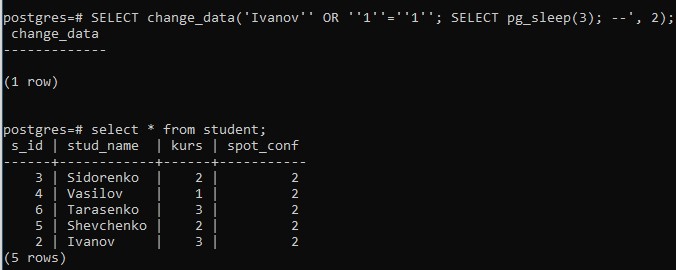 postgres=# SELECT change_data('Ivanov'' OR ''1''=''1''; SELECT pg_sleep(3); --', 2);
 change_data
-------------

(1 row)


postgres=# select * from student;
 s_id | stud_name  | kurs | spot_conf
------+------------+------+-----------
    3 | Sidorenko  |    2 |         2
    4 | Vasilov    |    1 |         2
    6 | Tarasenko  |    3 |         2
    5 | Shevchenko |    2 |         2
    2 | Ivanov     |    3 |         2
(5 rows)